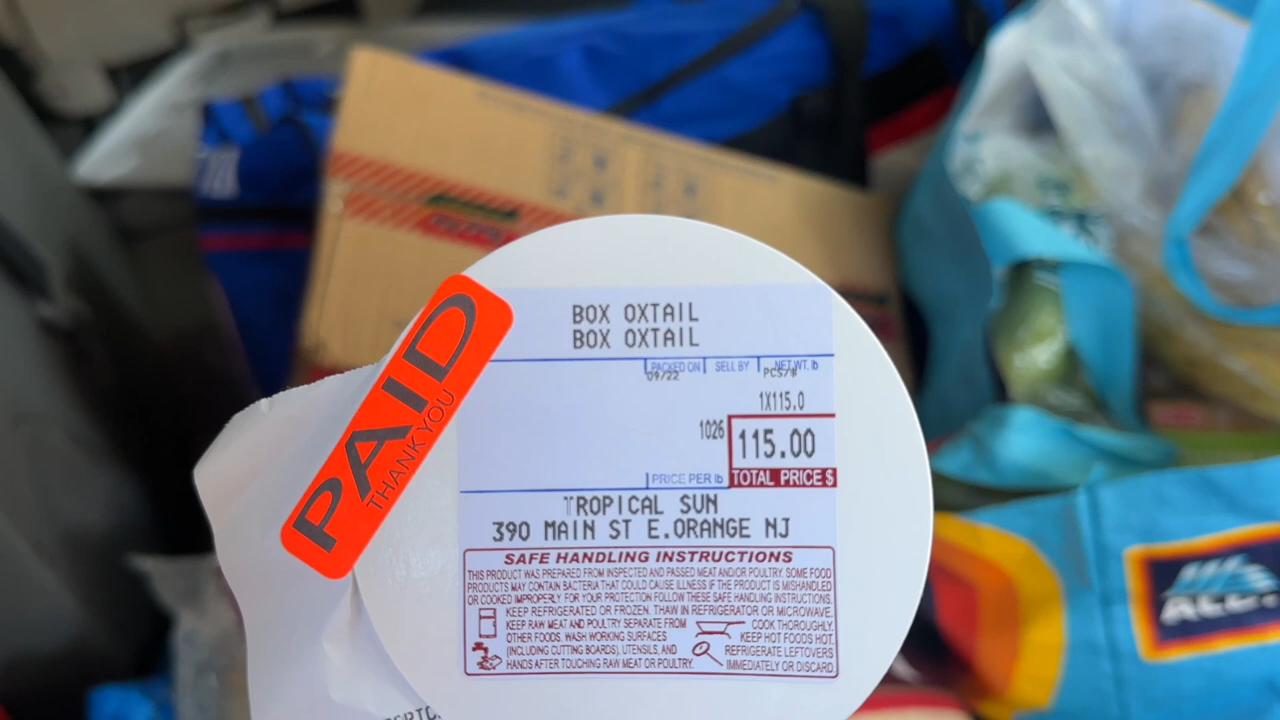 BOX OXTAIL
BOX OXTAIL
PACKED ON SELL BY NET WT. lb
09/22 PCS/#
1X115.0
1026
115.00
PRICE PER lb TOTAL PRICE $
TROPICAL SUN
390 MAIN ST E.ORANGE NJ
SAFE HANDLING INSTRUCTIONS
THIS PRODUCT WAS PREPARED FROM INSPECTED AND PASSED MEAT AND/OR POULTRY. SOME FOOD
PRODUCTS MAY CONTAIN BACTERIA THAT COULD CAUSE ILLNESS IF THE PRODUCT IS MISHANDLED
OR COOKED IMPROPERLY. FOR YOUR PROTECTION FOLLOW THESE SAFE HANDLING INSTRUCTIONS.
KEEP REFRIGERATED OR FROZEN. THAW IN REFRIGERATOR OR MICROWAVE.
KEEP RAW MEAT AND POULTRY SEPARATE FROM
OTHER FOODS. WASH WORKING SURFACES
(INCLUDING CUTTING BOARDS), UTENSILS, AND
HANDS AFTER TOUCHING RAW MEAT OR POULTRY.
COOK THOROUGHLY.
KEEP HOT FOODS HOT.
REFRIGERATE LEFTOVERS
IMMEDIATELY OR DISCARD
PAID
THANK YOU